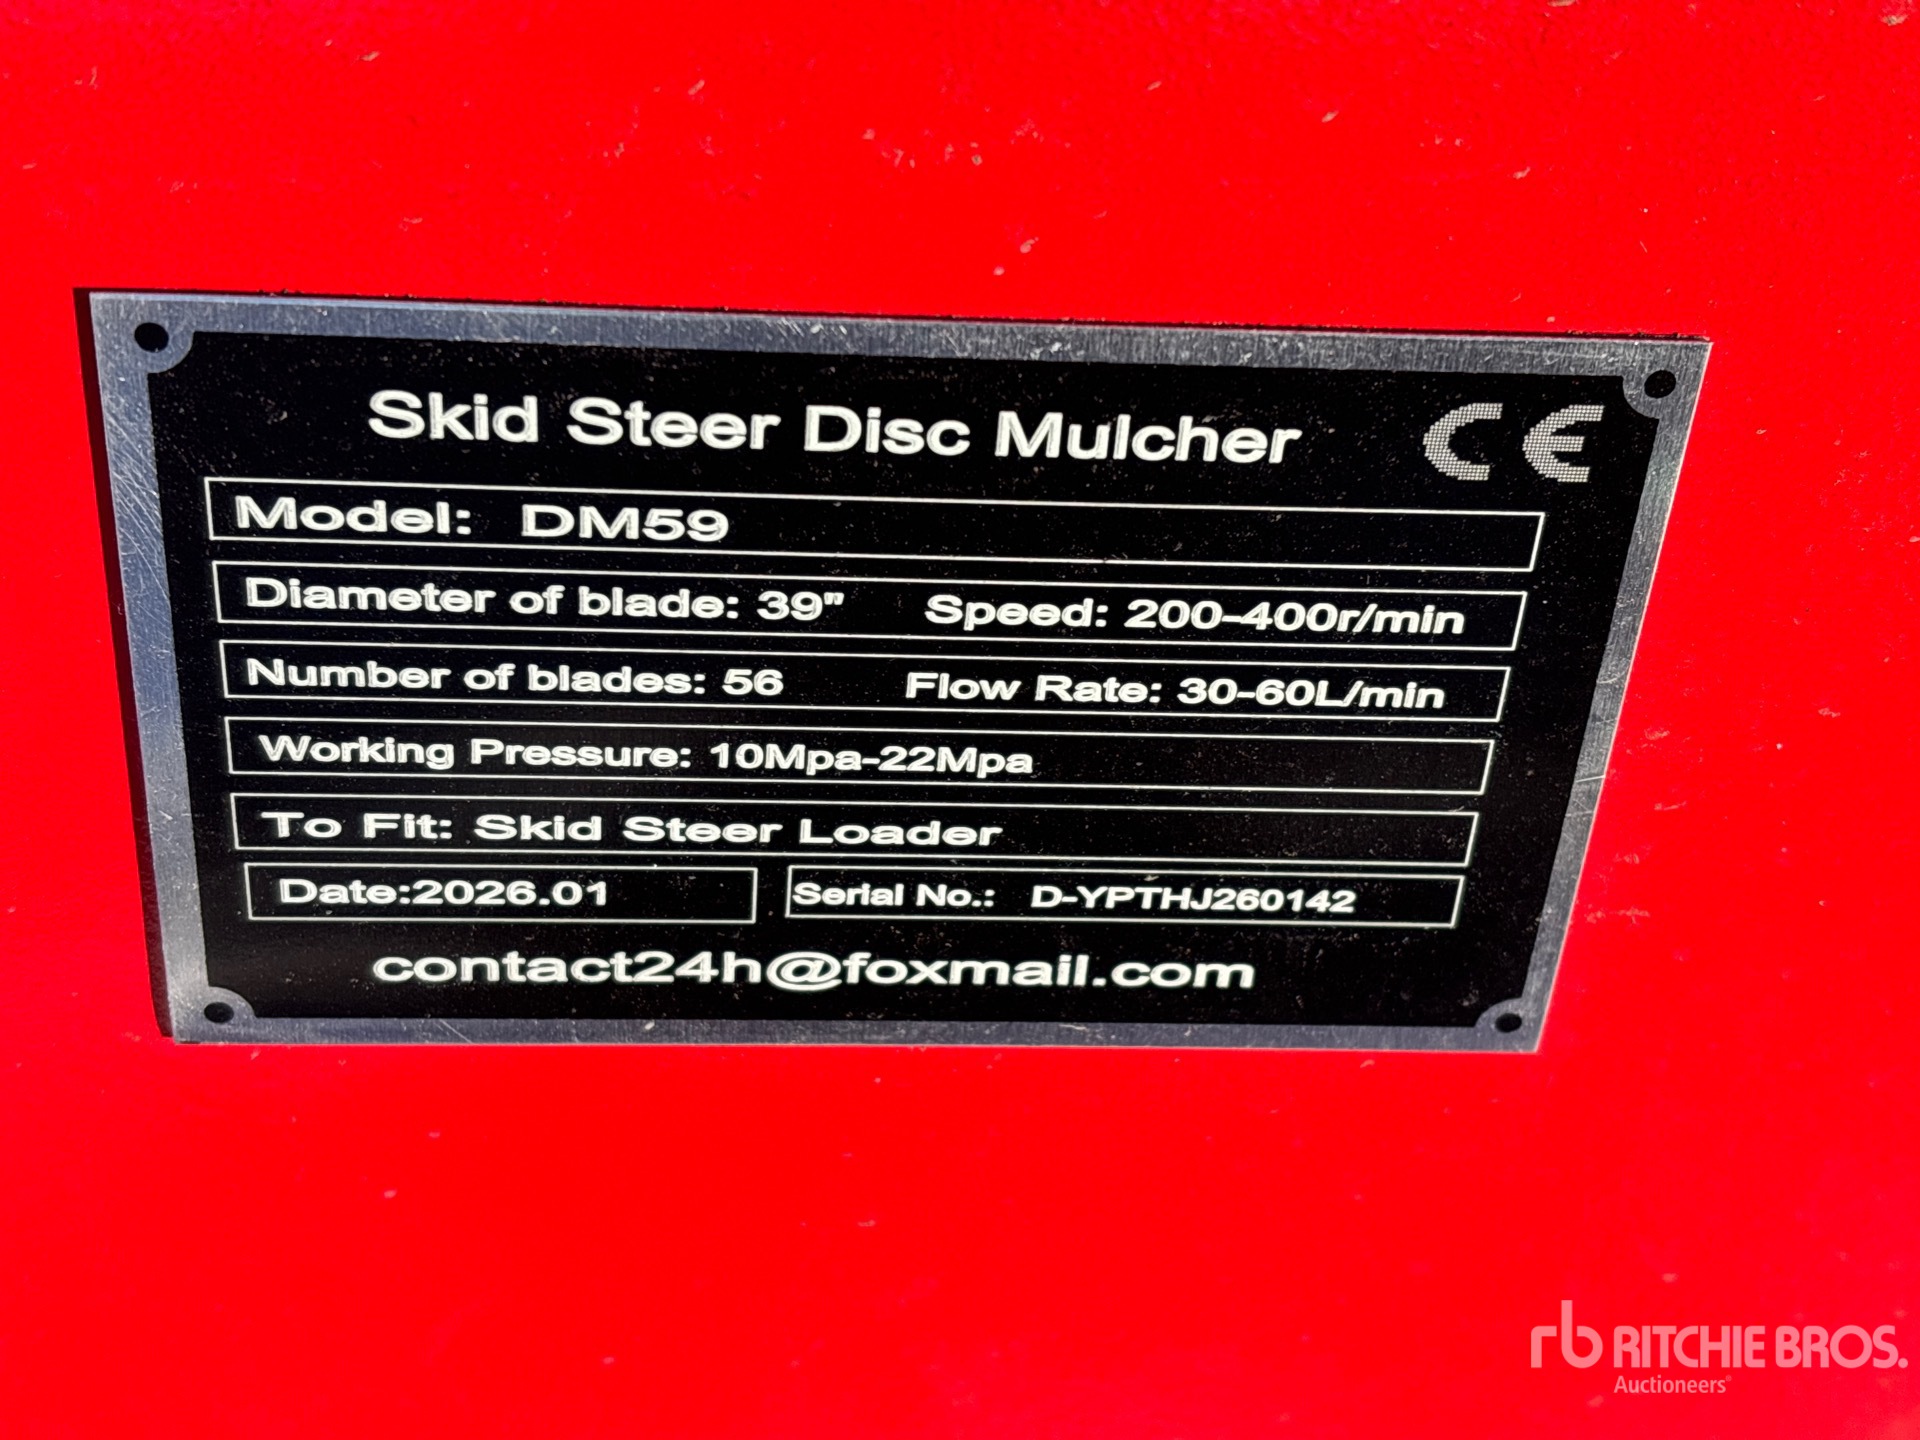 Skid Steer Disc Mulcher CE
Model: DM59
Diameter of blade: 39" Speed: 200-400r/min
Number of blades: 56 Flow Rate: 30-60L/min
Working Pressure: 10Mpa-22Mpa
To Fit: Skid Steer Loader
Date:2026.01 Serial No.: D-YPTHJ260142
contact24h@foxmail.com
rb RITCHIE BROS.
Auctioneers